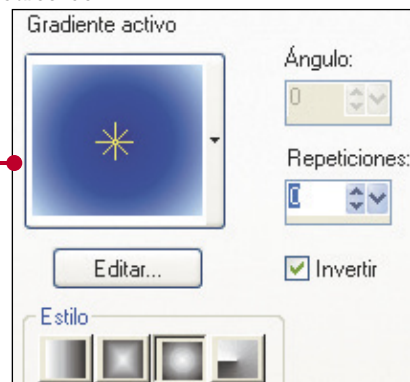 Gradiente activo
Ángulo:
0
Repeticiones:
0
Editar...
Invertir
Estilo